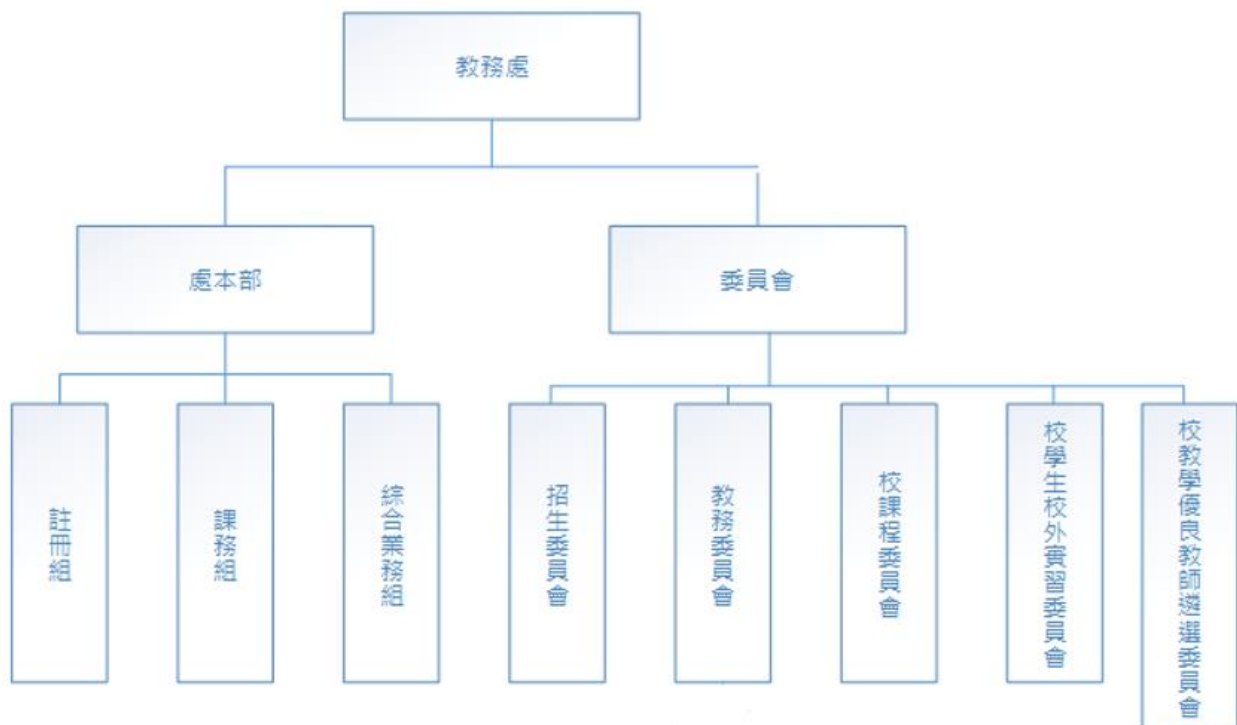 教務處
處本部
委員會
註冊組
課務組
綜合業務組
招生委員會
教務委員會
校課程委員會
校學生校外實習委員會
校教學優良教師遴選委員會